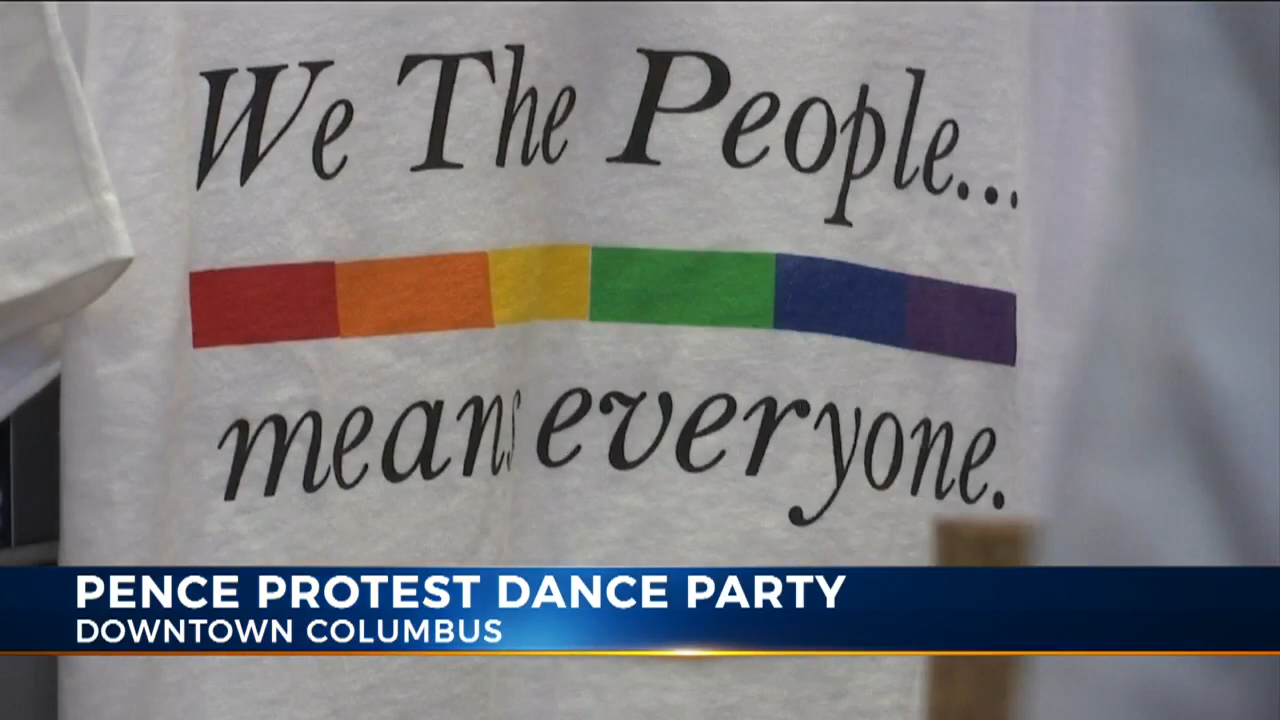 We The People...
means everyone.
PENCE PROTEST DANCE PARTY
DOWNTOWN COLUMBUS